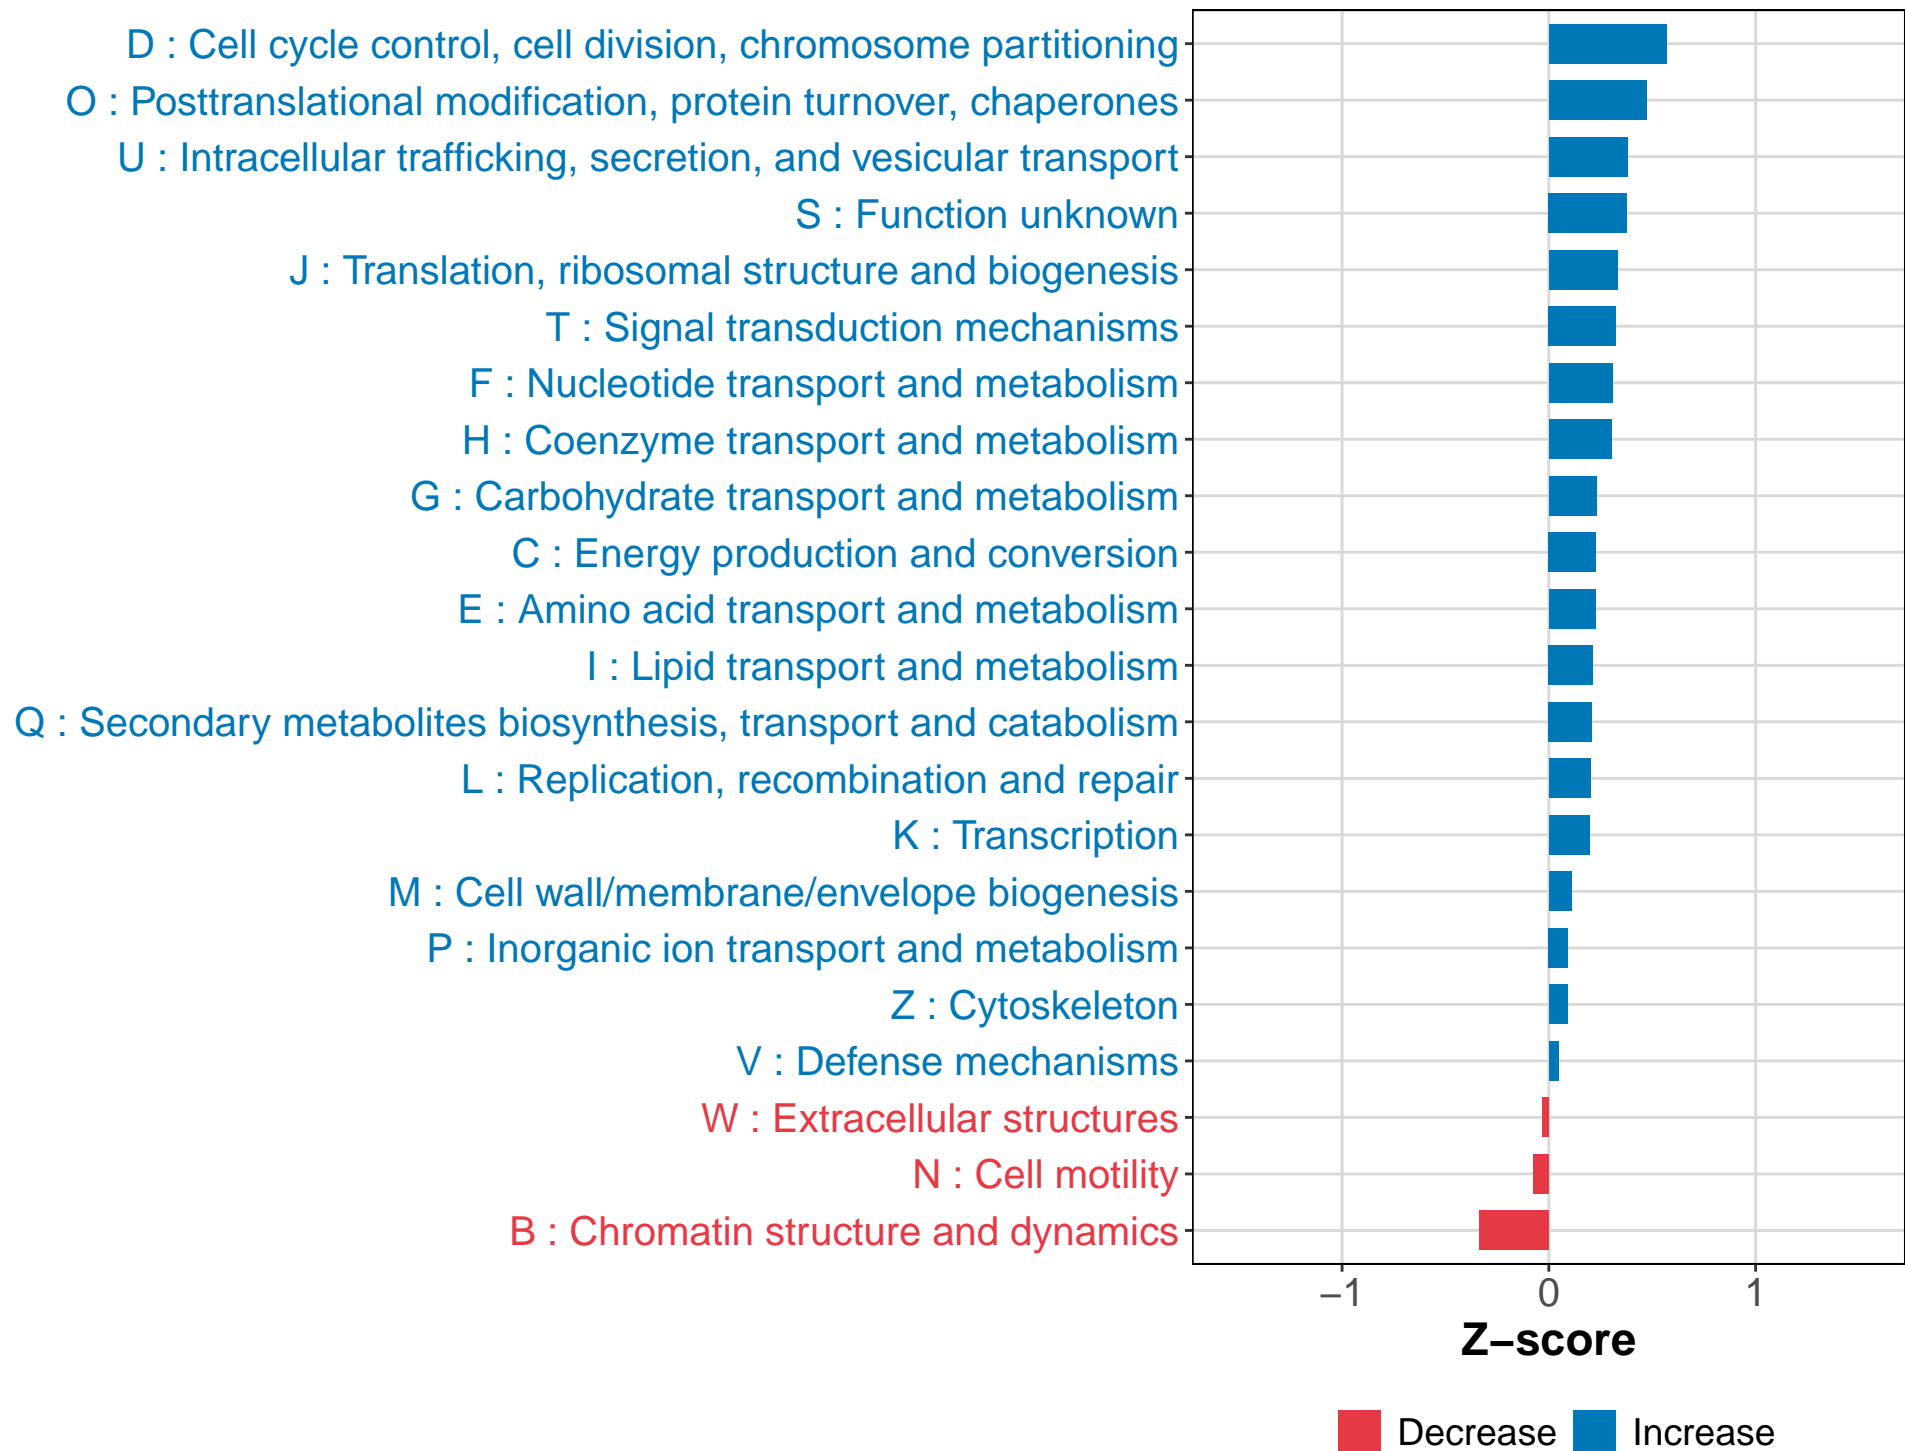 D : Cell cycle control, cell division, chromosome partitioning
O : Posttranslational modification, protein turnover, chaperones
U : Intracellular trafficking, secretion, and vesicular transport
S : Function unknown
J : Translation, ribosomal structure and biogenesis
T : Signal transduction mechanisms
F : Nucleotide transport and metabolism
H : Coenzyme transport and metabolism
G : Carbohydrate transport and metabolism
C : Energy production and conversion
E : Amino acid transport and metabolism
I : Lipid transport and metabolism
Q : Secondary metabolites biosynthesis, transport and catabolism
L : Replication, recombination and repair
K : Transcription
M : Cell wall/membrane/envelope biogenesis
P : Inorganic ion transport and metabolism
Z : Cytoskeleton
V : Defense mechanisms
W : Extracellular structures
N : Cell motility
B : Chromatin structure and dynamics
−1 0 1
Z−score
Decrease Increase